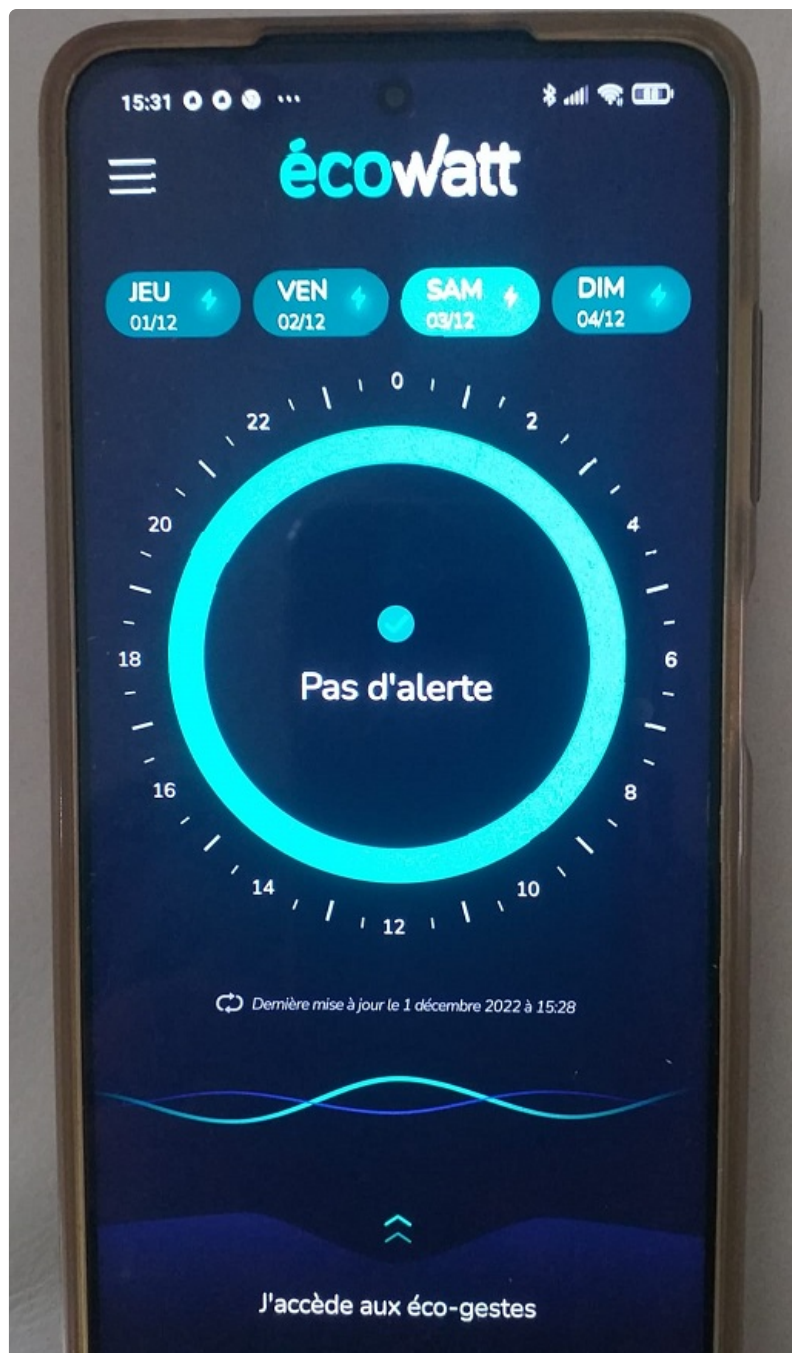 15:31
écowatt
JEU VEN SAM DIM
01/12 02/12 03/12 04/12
0
22 2
20 4
18 6
Pas d'alerte
16 8
14 10
12
Dernière mise à jour le 1 décembre 2022 à 15:28
J'accède aux éco-gestes